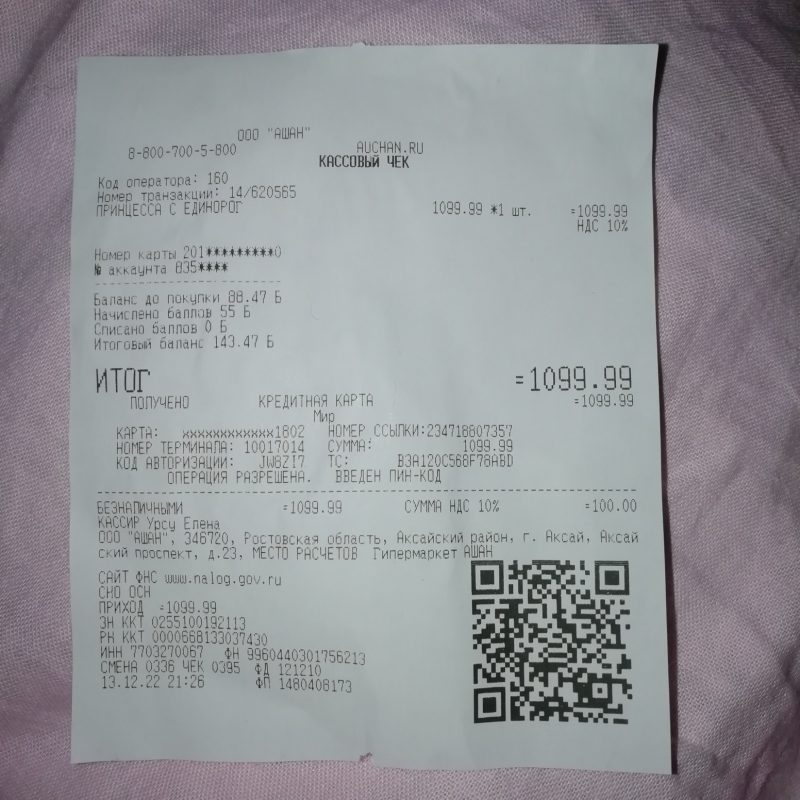 ООО "АШАН"
8-800-700-5-800 AUCHAN.RU
КАССОВЫЙ ЧЕК
Код оператора: 160
Номер транзакции: 14/620565
ПРИНЦЕССА С ЕДИНОРОГ 1099.99 *1 шт. =1099.99
НДС 10%
Номер карты 201*********0
№ аккаунта 835****
Баланс до покупки 88.47 Б
Начислено баллов 55 Б
Списано баллов 0 Б
Итоговый баланс 143.47 Б
ИТОГ =1099.99
ПОЛУЧЕНО КРЕДИТНАЯ КАРТА =1099.99
Мир
КАРТА: xxxxxxxxxxxx1802 НОМЕР ССЫЛКИ:234718807357
НОМЕР ТЕРМИНАЛА: 10017014 СУММА: 1099.99
КОД АВТОРИЗАЦИИ: JW8ZI7 ТС: B3A120C566F78ABD
ОПЕРАЦИЯ РАЗРЕШЕНА. ВВЕДЕН ПИН-КОД
БЕЗНАЛИЧНЫМИ =1099.99 СУММА НДС 10% =100.00
КАССИР Урсу Елена
ООО "АШАН", 346720, Ростовская область, Аксайский район, г. Аксай, Аксай
ский проспект, д.23, МЕСТО РАСЧЕТОВ Гипермаркет АШАН
САЙТ ФНС www.nalog.gov.ru
СНО ОСН
ПРИХОД =1099.99
ЗН ККТ 0255100192113
РН ККТ 0000668133037430
ИНН 7703270067 ФН 9960440301756213
СМЕНА 0336 ЧЕК 0395 ФД 121210
13.12.22 21:26 ФП 1480408173